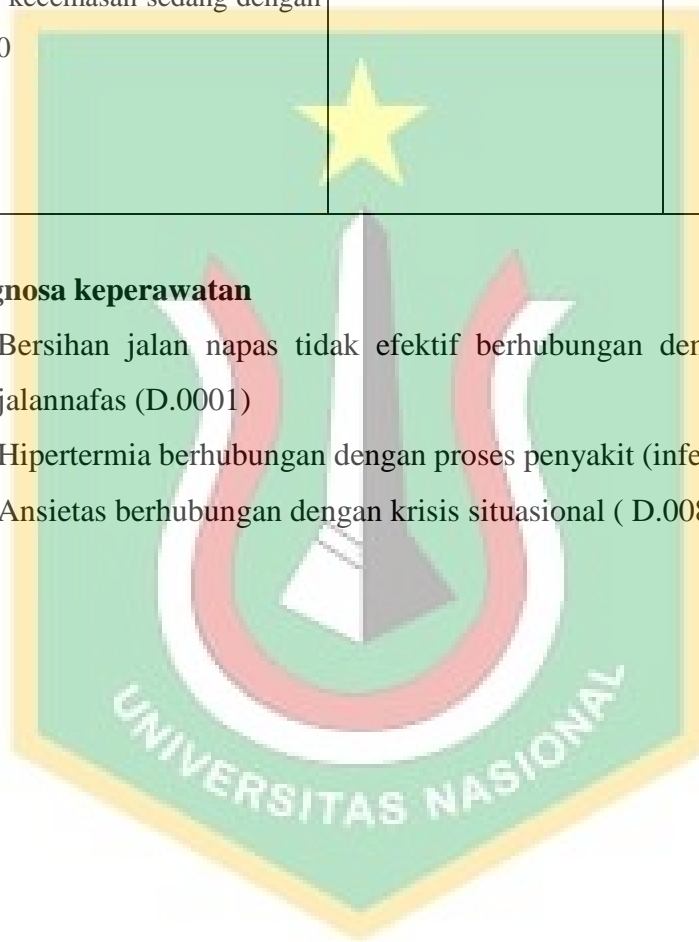 kecemasan sedang dengan
0
gnosa keperawatan
Bersihan jalan napas tidak efektif berhubungan den
jalannafas (D.0001)
Hipertermia berhubungan dengan proses penyakit (infe
Ansietas berhubungan dengan krisis situasional ( D.008
UNIVERSITAS NASIONAL